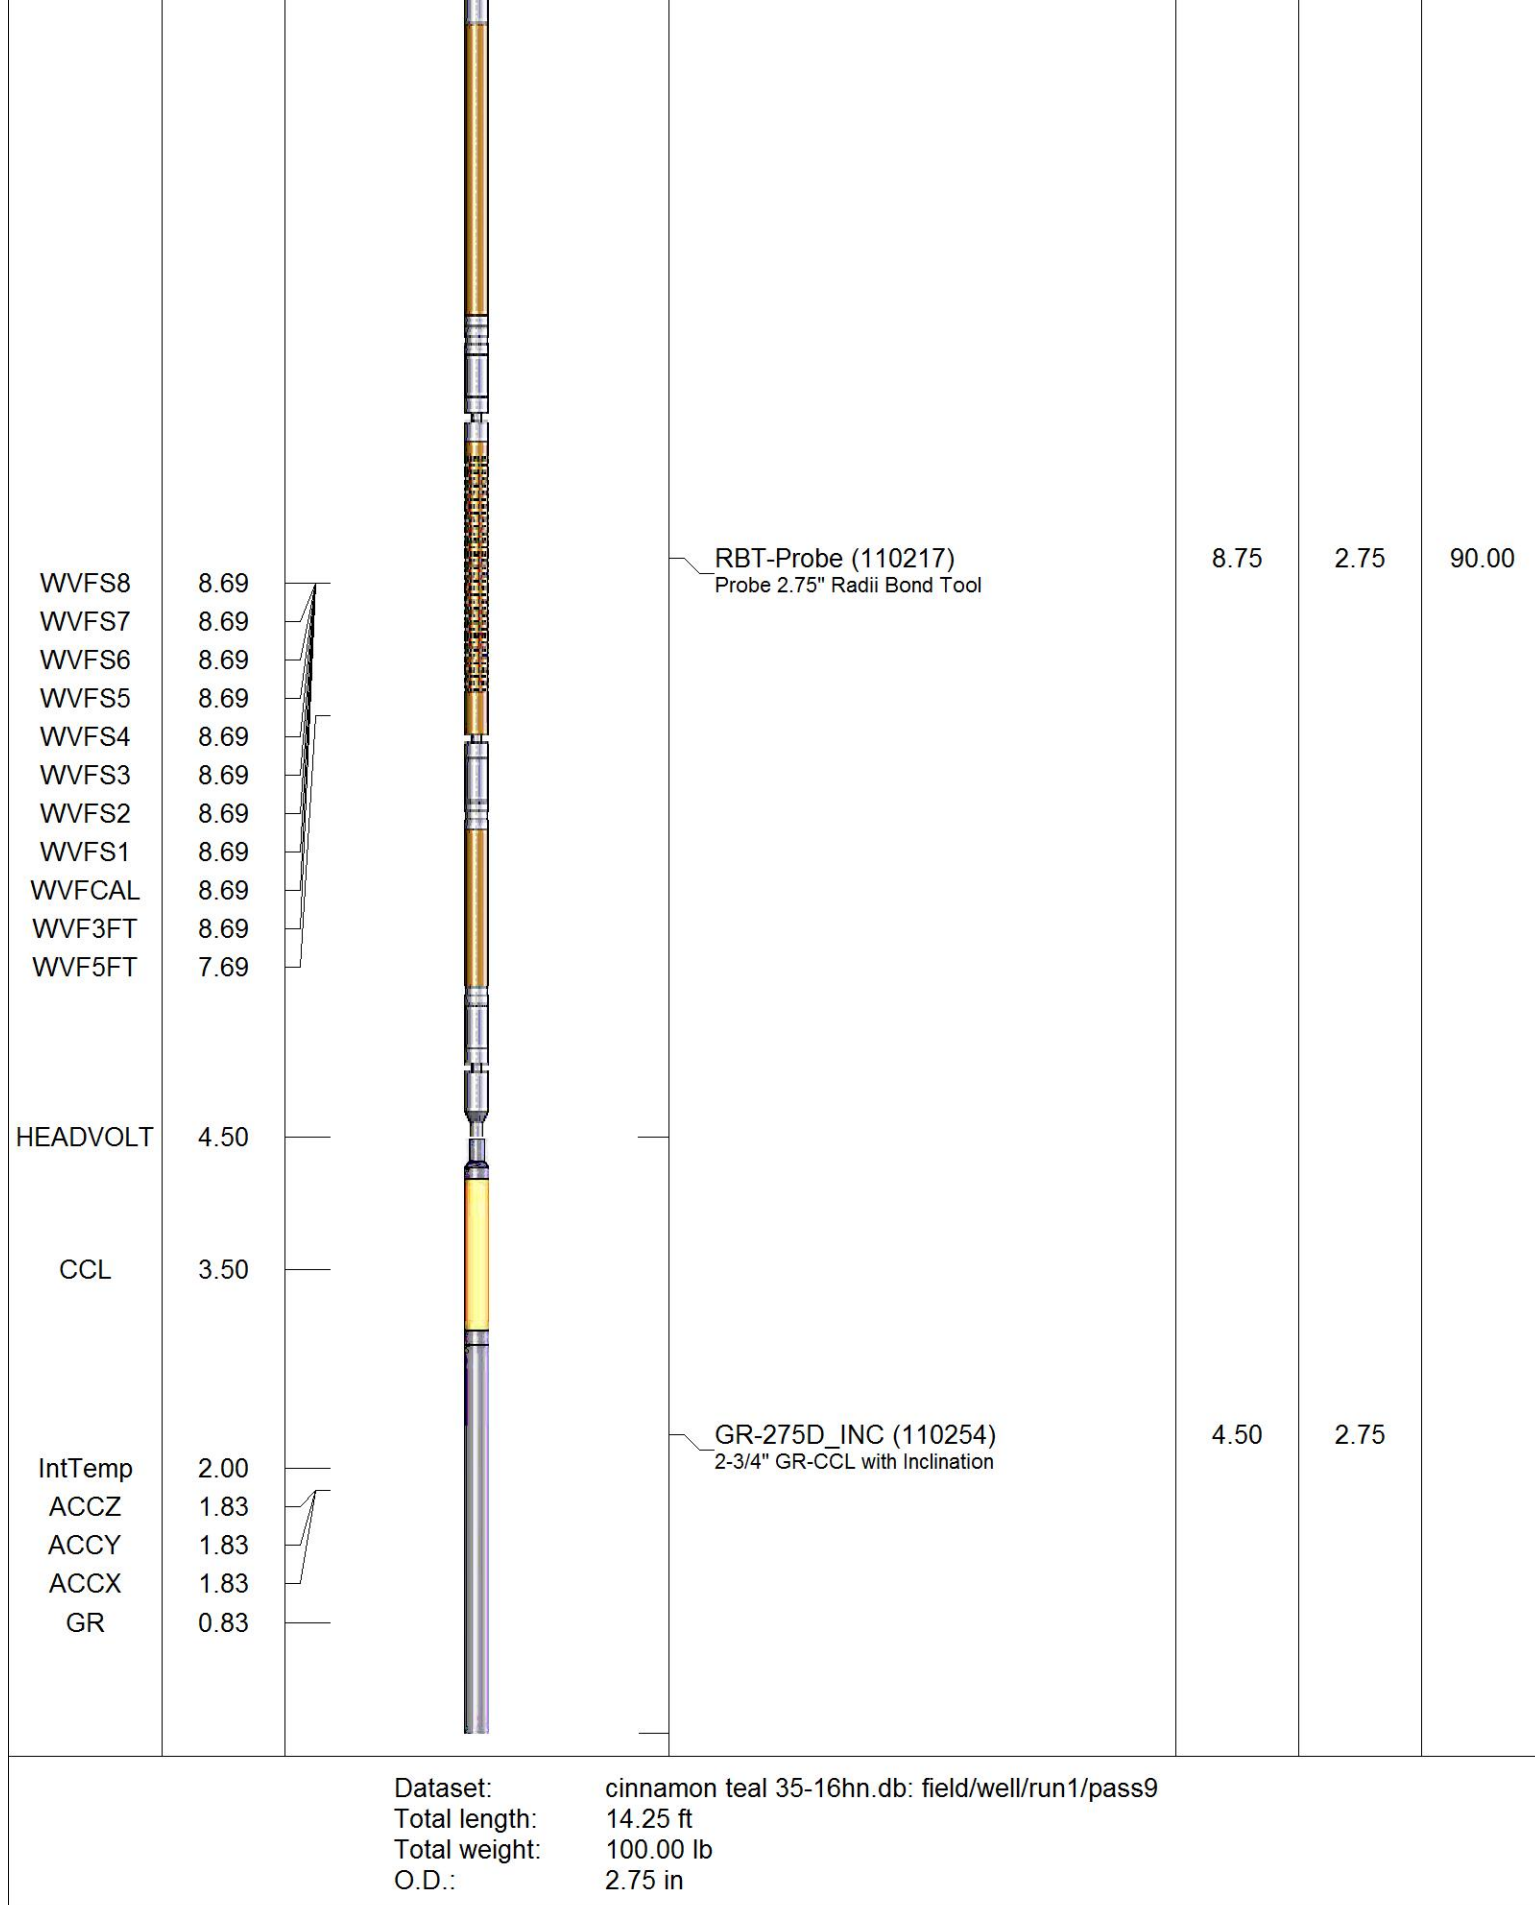 RBT-Probe (110217) 8.75 2.75 90.00
Probe 2.75" Radii Bond Tool
WVFS8 8.69
WVFS7 8.69
WVFS6 8.69
WVFS5 8.69
WVFS4 8.69
WVFS3 8.69
WVFS2 8.69
WVFS1 8.69
WVFCAL 8.69
WVF3FT 8.69
WVF5FT 7.69
HEADVOLT 4.50
CCL 3.50
GR-275D_INC (110254) 4.50 2.75
2-3/4" GR-CCL with Inclination
IntTemp 2.00
ACCZ 1.83
ACCY 1.83
ACCX 1.83
GR 0.83
Dataset: cinnamon teal 35-16hn.db: field/well/run1/pass9
Total length: 14.25 ft
Total weight: 100.00 lb
O.D.: 2.75 in